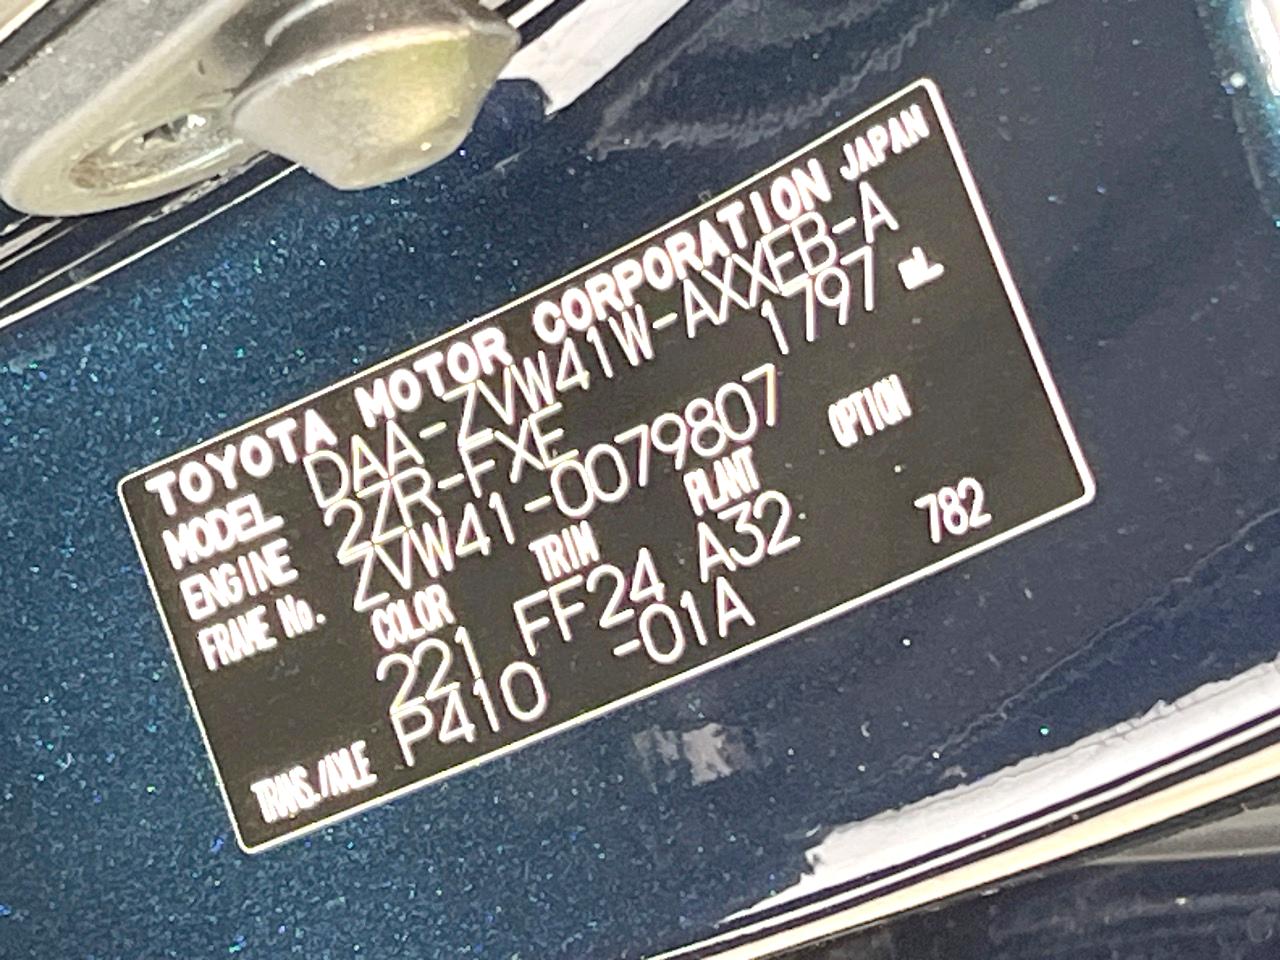 TOYOTA MOTOR CORPORATION JAPAN
MODEL DAA-ZVW41W-AXXEB-A
ENGINE 2ZR-FXE 1797 mL
FRAME No. ZVW41-0079807
COLOR TRIM PLANT OPTION
221 FF24 A32 782
TRANS./AXLE P410 -01A